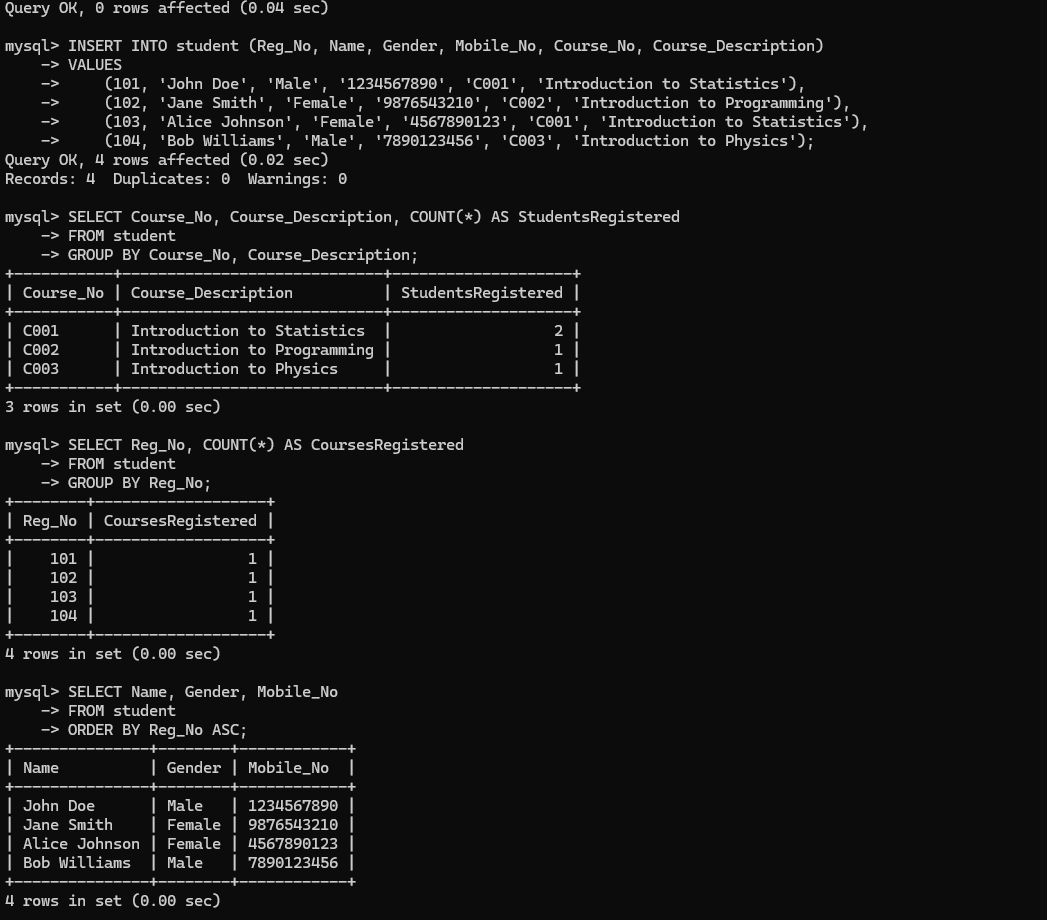 Query OK, 0 rows affected (0.04 sec)

mysql> INSERT INTO student (Reg_No, Name, Gender, Mobile_No, Course_No, Course_Description)
    -> VALUES
    ->     (101, 'John Doe', 'Male', '1234567890', 'C001', 'Introduction to Statistics'),
    ->     (102, 'Jane Smith', 'Female', '9876543210', 'C002', 'Introduction to Programming'),
    ->     (103, 'Alice Johnson', 'Female', '4567890123', 'C001', 'Introduction to Statistics'),
    ->     (104, 'Bob Williams', 'Male', '7890123456', 'C003', 'Introduction to Physics');
Query OK, 4 rows affected (0.02 sec)
Records: 4  Duplicates: 0  Warnings: 0

mysql> SELECT Course_No, Course_Description, COUNT(*) AS StudentsRegistered
    -> FROM student
    -> GROUP BY Course_No, Course_Description;
+-----------+-----------------------------+--------------------+
| Course_No | Course_Description          | StudentsRegistered |
+-----------+-----------------------------+--------------------+
| C001      | Introduction to Statistics  |                  2 |
| C002      | Introduction to Programming |                  1 |
| C003      | Introduction to Physics     |                  1 |
+-----------+-----------------------------+--------------------+
3 rows in set (0.00 sec)

mysql> SELECT Reg_No, COUNT(*) AS CoursesRegistered
    -> FROM student
    -> GROUP BY Reg_No;
+--------+-------------------+
| Reg_No | CoursesRegistered |
+--------+-------------------+
|    101 |                 1 |
|    102 |                 1 |
|    103 |                 1 |
|    104 |                 1 |
+--------+-------------------+
4 rows in set (0.00 sec)

mysql> SELECT Name, Gender, Mobile_No
    -> FROM student
    -> ORDER BY Reg_No ASC;
+---------------+--------+------------+
| Name          | Gender | Mobile_No  |
+---------------+--------+------------+
| John Doe      | Male   | 1234567890 |
| Jane Smith    | Female | 9876543210 |
| Alice Johnson | Female | 4567890123 |
| Bob Williams  | Male   | 7890123456 |
+---------------+--------+------------+
4 rows in set (0.00 sec)